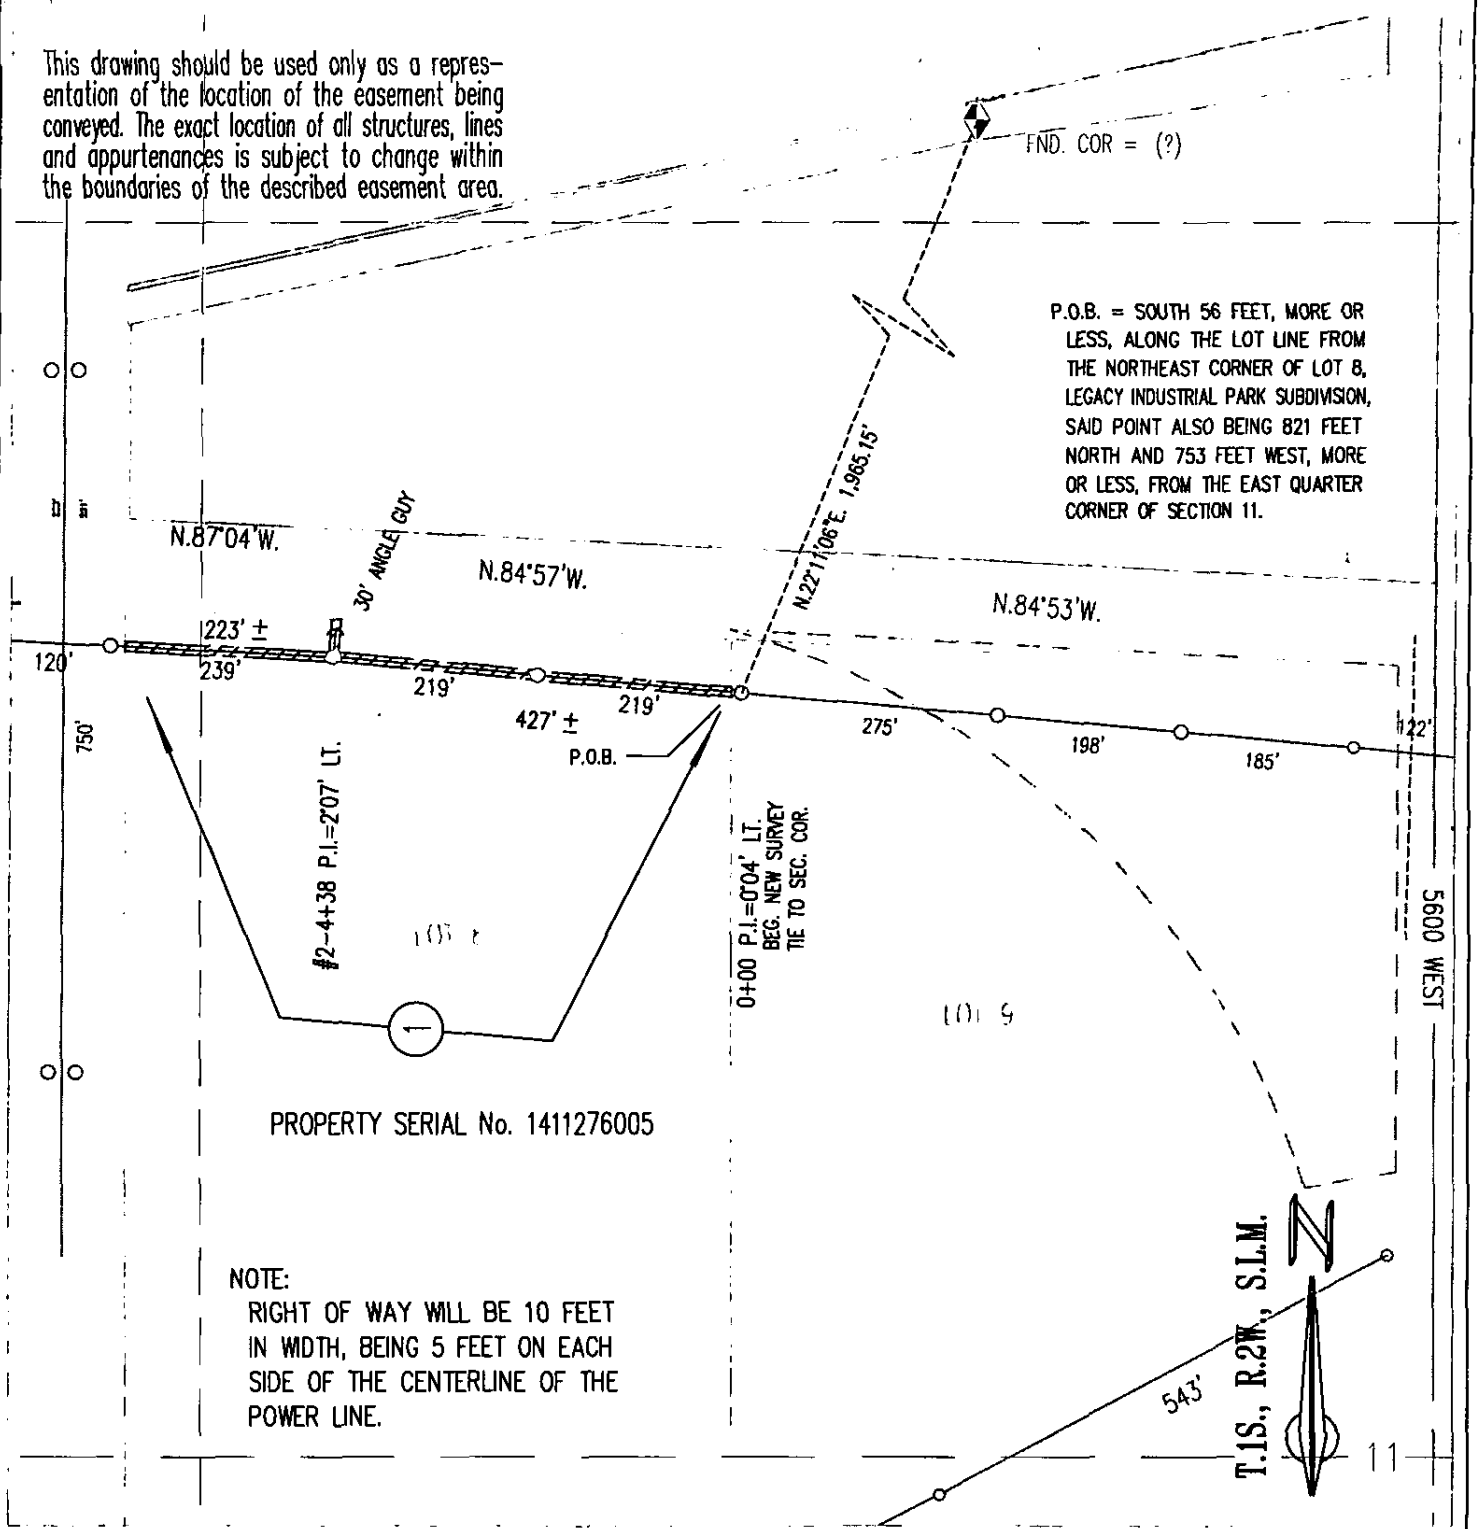 This drawing should be used only as a repres-
entation of the location of the easement being
conveyed. The exact location of all structures, lines
and appurtenances is subject to change within
the boundaries of the described easement area.
FND. COR = (?)
P.O.B. = SOUTH 56 FEET, MORE OR
LESS, ALONG THE LOT LINE FROM
THE NORTHEAST CORNER OF LOT 8,
LEGACY INDUSTRIAL PARK SUBDIVISION,
SAID POINT ALSO BEING 821 FEET
NORTH AND 753 FEET WEST, MORE
OR LESS, FROM THE EAST QUARTER
CORNER OF SECTION 11.
N.22°11'06"E. 1,965.15'
N.87°04'W.
30' ANGLE GUY
N.84°57'W.
N.84°53'W.
223' ±
120'
239'
219'
427' ±
219'
275'
198'
185'
122'
750'
P.O.B.
#2-4+38 P.I.=2°07' LT.
0+00 P.I.=0°04' LT.
BEG. NEW SURVEY
TIE TO SEC. COR.
5600 WEST
LOT 9
1
PROPERTY SERIAL No. 1411276005
NOTE:
RIGHT OF WAY WILL BE 10 FEET
IN WIDTH, BEING 5 FEET ON EACH
SIDE OF THE CENTERLINE OF THE
POWER LINE.
N
T.1S., R.2W., S.L.M.
543'
11